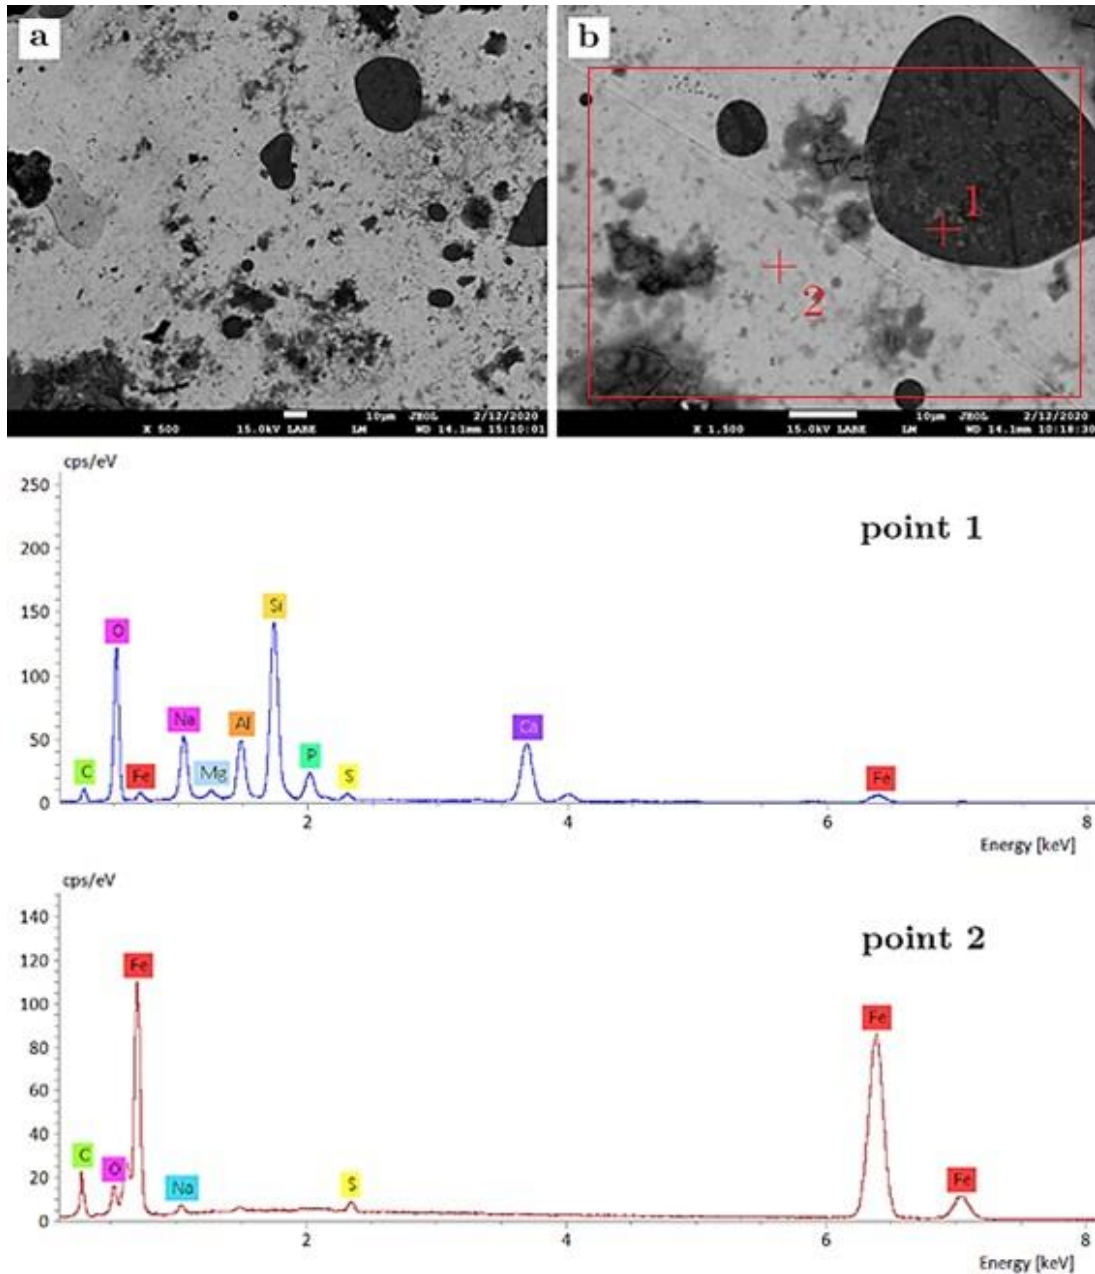 a
b
1
2
10µm JEOL 2/12/2020
X 500 15.0kV LABE LM WD 14.1mm 15:10:01
10µm JEOL 2/12/2020
X 1,500 15.0kV LABE LM WD 14.1mm 10:18:30
cps/eV
point 1
250
200
150
100
50
0
C
O
Fe
Na
Mg
Al
Si
P
S
Ca
Fe
2 4 6 8
Energy [keV]
cps/eV
point 2
140
120
100
80
60
40
20
0
C
O
Fe
Na
S
Fe
Fe
2 4 6 8
Energy [keV]